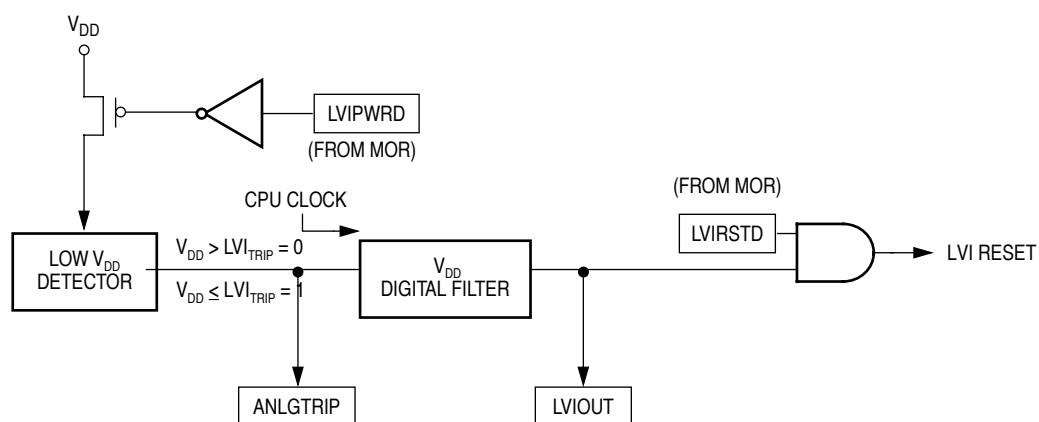 VDD
LVIPWRD
(FROM MOR)
(FROM MOR)
CPU CLOCK
LVIRSTD
LOW VDD
DETECTOR
VDD > LVITRIP = 0
VDD ≤ LVITRIP = 1
VDD
DIGITAL FILTER
LVI RESET
ANLGTRIP
LVIOUT